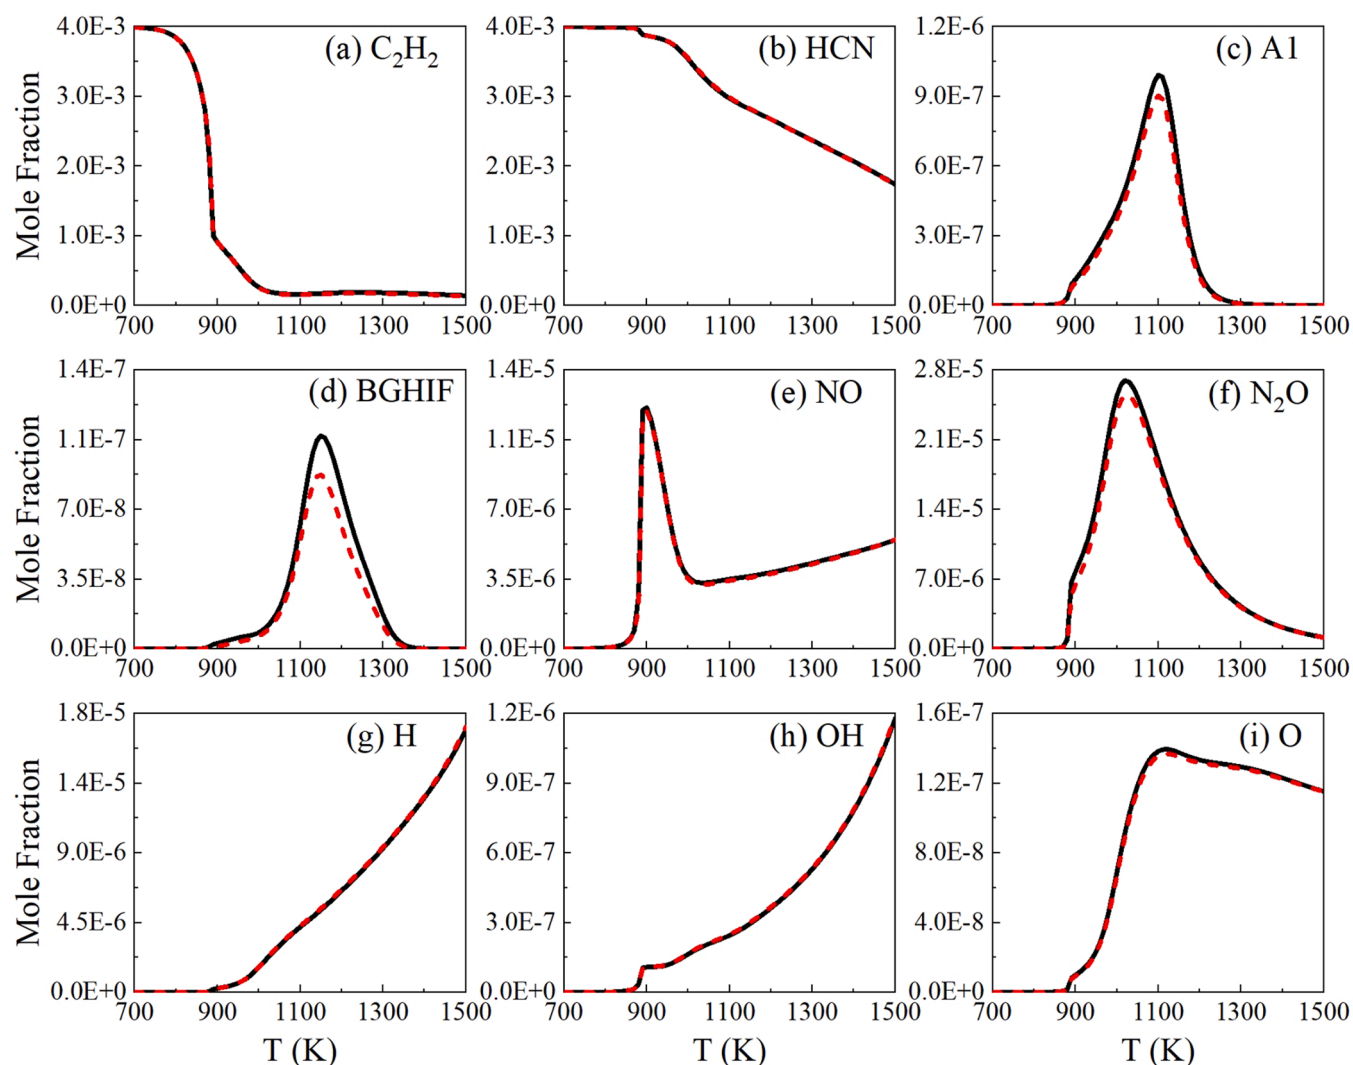 (a) C₂H₂
4.0E-3
3.0E-3
2.0E-3
1.0E-3
0.0E+0
700 900 1100 1300 1500
Mole Fraction
(b) HCN
4.0E-3
3.0E-3
2.0E-3
1.0E-3
0.0E+0
700 900 1100 1300 1500
(c) A1
1.2E-6
9.0E-7
6.0E-7
3.0E-7
0.0E+0
700 900 1100 1300 1500
(d) BGHIF
1.4E-7
1.1E-7
7.0E-8
3.5E-8
0.0E+0
700 900 1100 1300 1500
Mole Fraction
(e) NO
1.4E-5
1.1E-5
7.0E-6
3.5E-6
0.0E+0
700 900 1100 1300 1500
(f) N₂O
2.8E-5
2.1E-5
1.4E-5
7.0E-6
0.0E+0
700 900 1100 1300 1500
(g) H
1.8E-5
1.4E-5
9.0E-6
4.5E-6
0.0E+0
700 900 1100 1300 1500
Mole Fraction
T (K)
(h) OH
1.2E-6
9.0E-7
6.0E-7
3.0E-7
0.0E+0
700 900 1100 1300 1500
T (K)
(i) O
1.6E-7
1.2E-7
8.0E-8
4.0E-8
0.0E+0
700 900 1100 1300 1500
T (K)